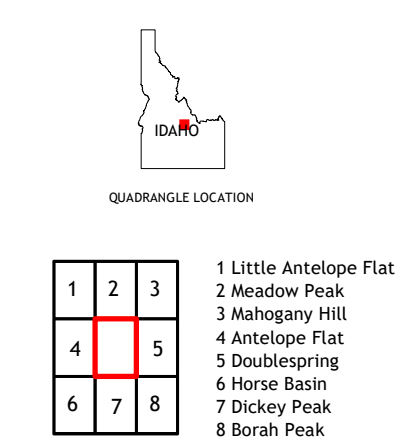 IDAHO
QUADRANGLE LOCATION
1 2 3
4 5
6 7 8
1 Little Antelope Flat
2 Meadow Peak
3 Mahogany Hill
4 Antelope Flat
5 Doublespring
6 Horse Basin
7 Dickey Peak
8 Borah Peak